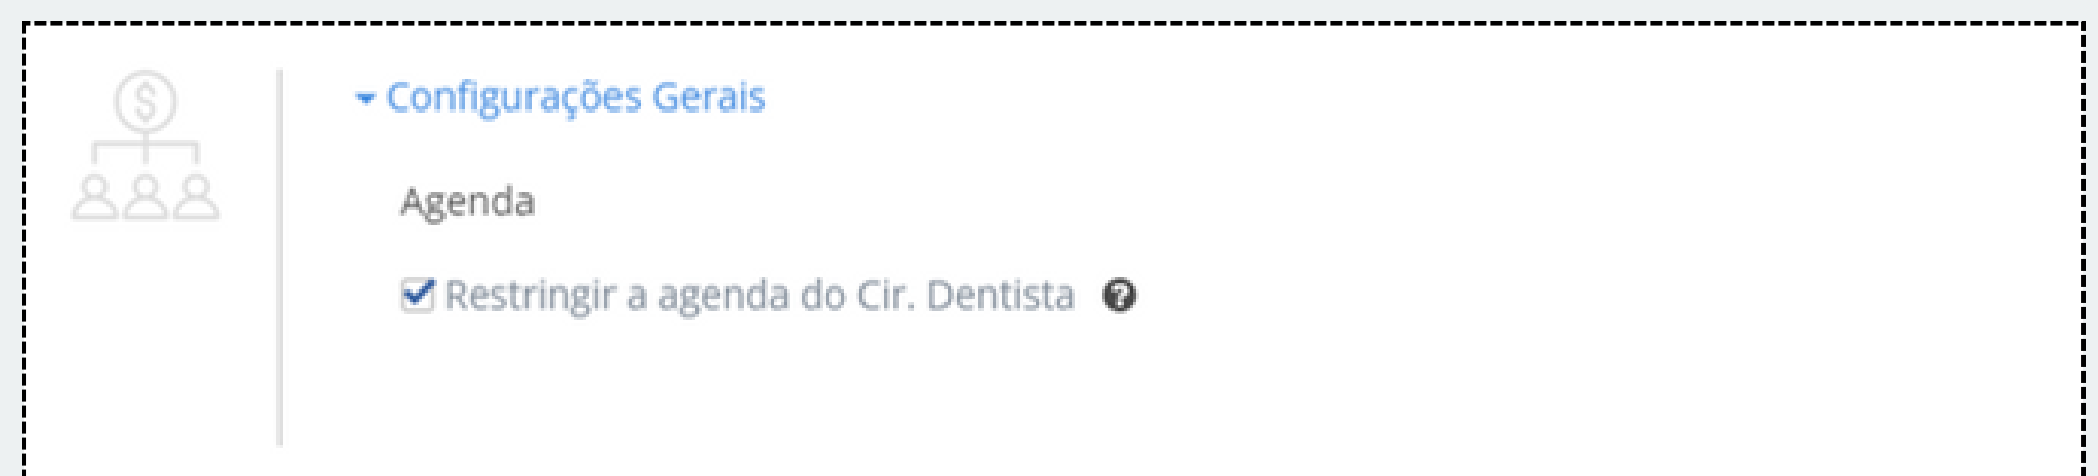 Configurações Gerais
Agenda
Restringir a agenda do Cir. Dentista